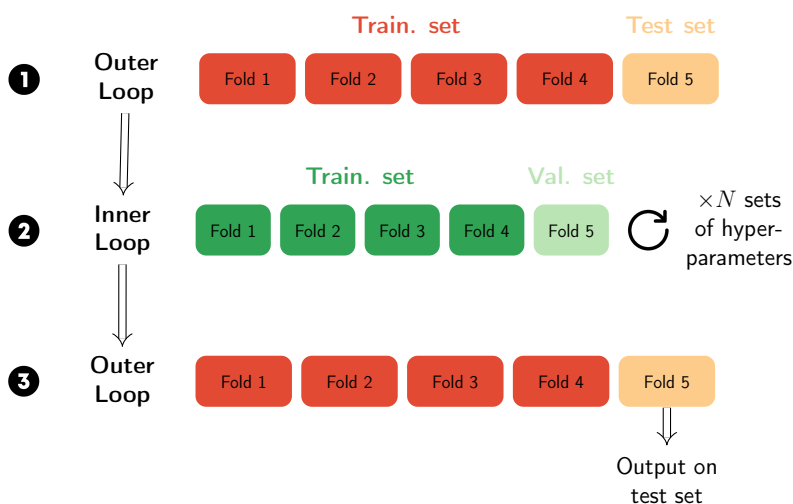 Train. set Test set
1 Outer Loop Fold 1 Fold 2 Fold 3 Fold 4 Fold 5
Train. set Val. set
2 Inner Loop Fold 1 Fold 2 Fold 3 Fold 4 Fold 5 ×N sets of hyper-parameters
3 Outer Loop Fold 1 Fold 2 Fold 3 Fold 4 Fold 5
Output on
test set